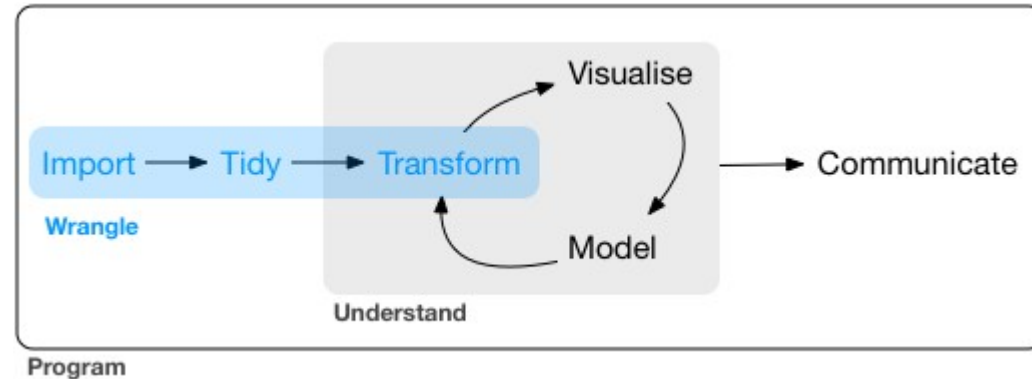 Visualise
Import Tidy Transform Communicate
Wrangle
Model
Understand
Program